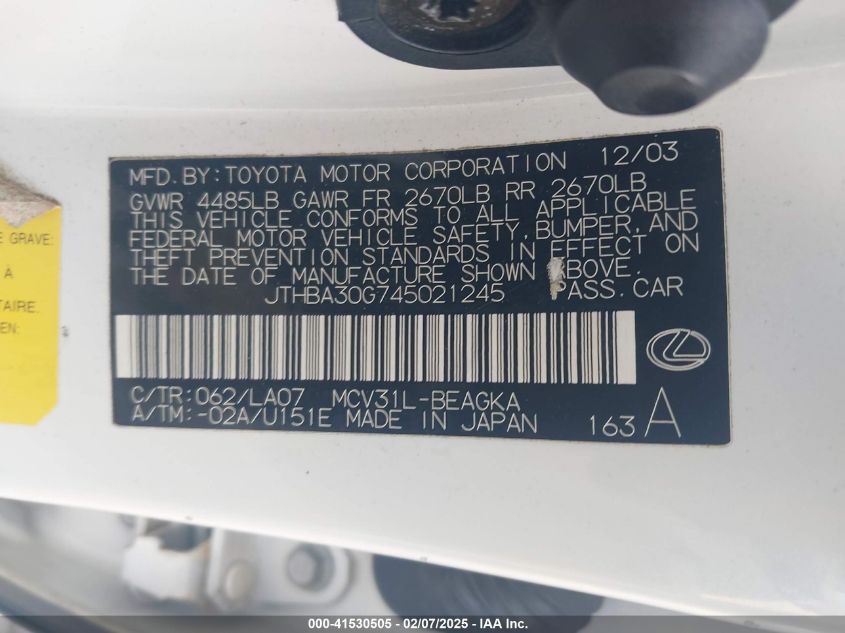 MFD.BY:TOYOTA MOTOR CORPORATION 12/03
GVWR 4485LB GAWR FR 2670LB RR 2670LB
THIS VEHICLE CONFORMS TO ALL APPLICABLE
FEDERAL MOTOR VEHICLE SAFETY,BUMPER,AND
THEFT PREVENTION STANDARDS IN EFFECT ON
THE DATE OF MANUFACTURE SHOWN ABOVE.
JTHBA30G745021245 PASS.CAR
C/TR:062/LA07 MCV31L-BEAGKA
A/TM:-02A/U151E MADE IN JAPAN 163 A
E GRAVE:
A
TAIRE.
EN:
000-41530505 - 02/07/2025 - IAA Inc.